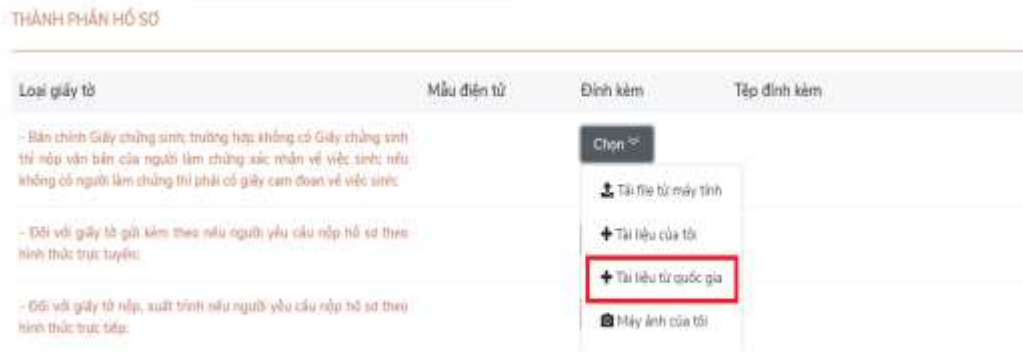 THÀNH PHẦN HỒ SƠ
Loại giấy tờ Mẫu điện tử Đính kèm Tệp đính kèm
- Bản chính Giấy chứng sinh; trường hợp không có Giấy chứng sinh
thì nộp văn bản của người làm chứng xác nhận về việc sinh; nếu
không có người làm chứng thì phải có giấy cam đoan về việc sinh;
Chọn
Tải file từ máy tính
- Đối với giấy tờ gửi kèm theo nếu người yêu cầu nộp hồ sơ theo
hình thức trực tuyến:
Tài liệu của tôi
Tài liệu từ quốc gia
- Đối với giấy tờ nộp, xuất trình nếu người yêu cầu nộp hồ sơ theo
hình thức trực tiếp:
Máy ảnh của tôi